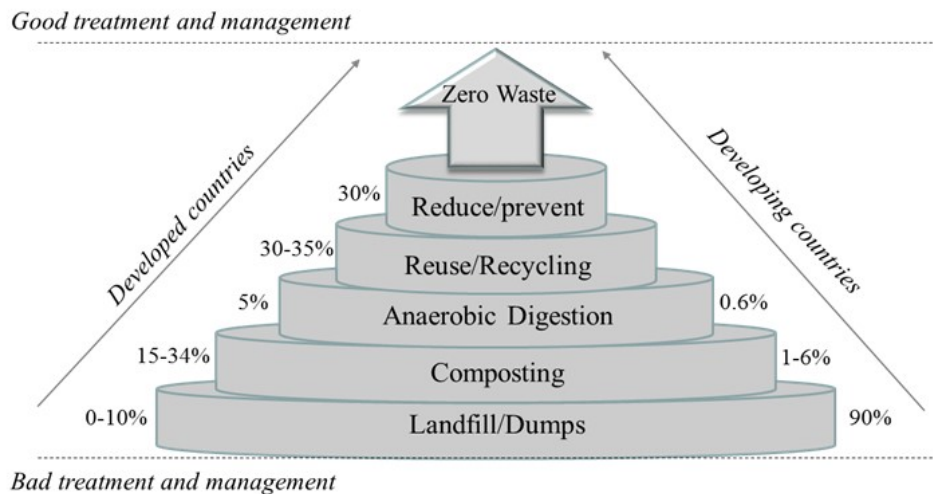 Good treatment and management
Zero Waste
Developed countries
Developing countries
30%
Reduce/prevent
30-35%
Reuse/Recycling
5%
Anaerobic Digestion
0.6%
15-34%
Composting
1-6%
0-10%
Landfill/Dumps
90%
Bad treatment and management